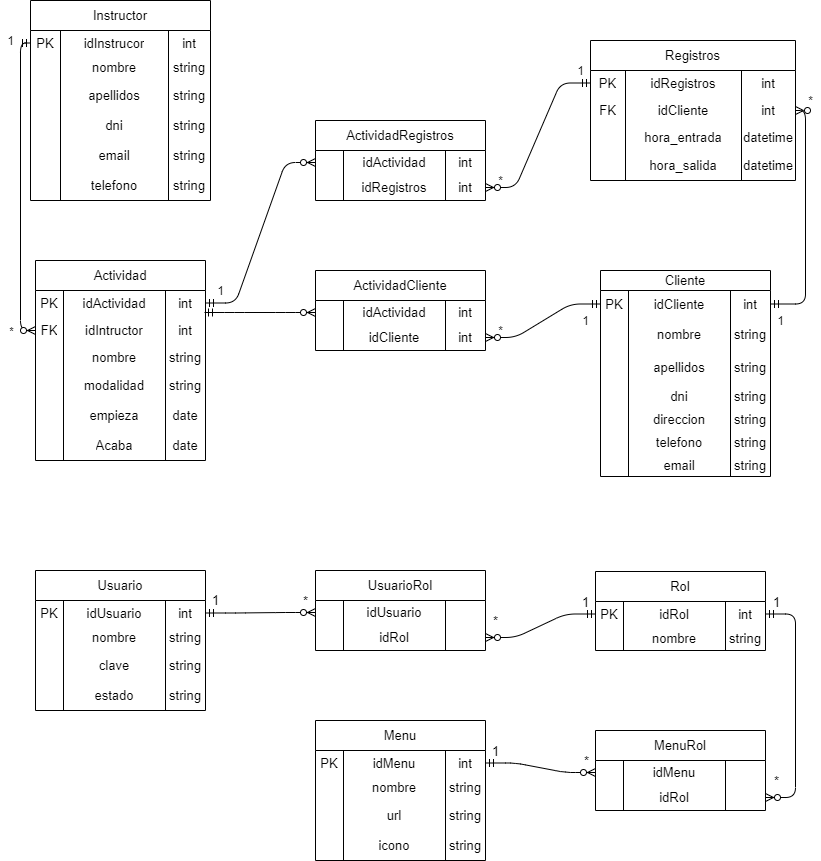 Instructor
1
PK idInstrucor int
nombre string
apellidos string
dni string
email string
telefono string
Registros
1
PK idRegistros int
*
FK idCliente int
hora_entrada datetime
hora_salida datetime
ActividadRegistros
idActividad int
idRegistros int
*
Actividad
1
PK idActividad int
*
FK idIntructor int
nombre string
modalidad string
empieza date
Acaba date
ActividadCliente
idActividad int
idCliente int
*
Cliente
PK idCliente int
1
1
nombre string
apellidos string
dni string
direccion string
telefono string
email string
Usuario
1
PK idUsuario int
nombre string
clave string
estado string
UsuarioRol
*
idUsuario
idRol
*
Rol
1
1
PK idRol int
nombre string
Menu
1
PK idMenu int
nombre string
url string
icono string
MenuRol
*
idMenu
idRol
*